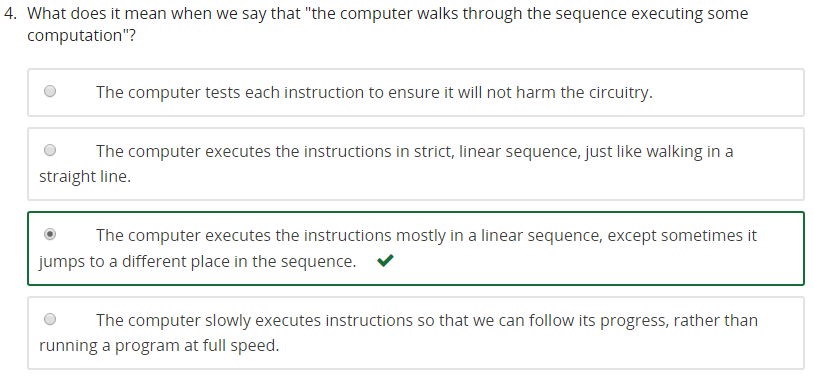 4. What does it mean when we say that "the computer walks through the sequence executing some
computation"?
The computer tests each instruction to ensure it will not harm the circuitry.
The computer executes the instructions in strict, linear sequence, just like walking in a
straight line.
The computer executes the instructions mostly in a linear sequence, except sometimes it
jumps to a different place in the sequence.
The computer slowly executes instructions so that we can follow its progress, rather than
running a program at full speed.